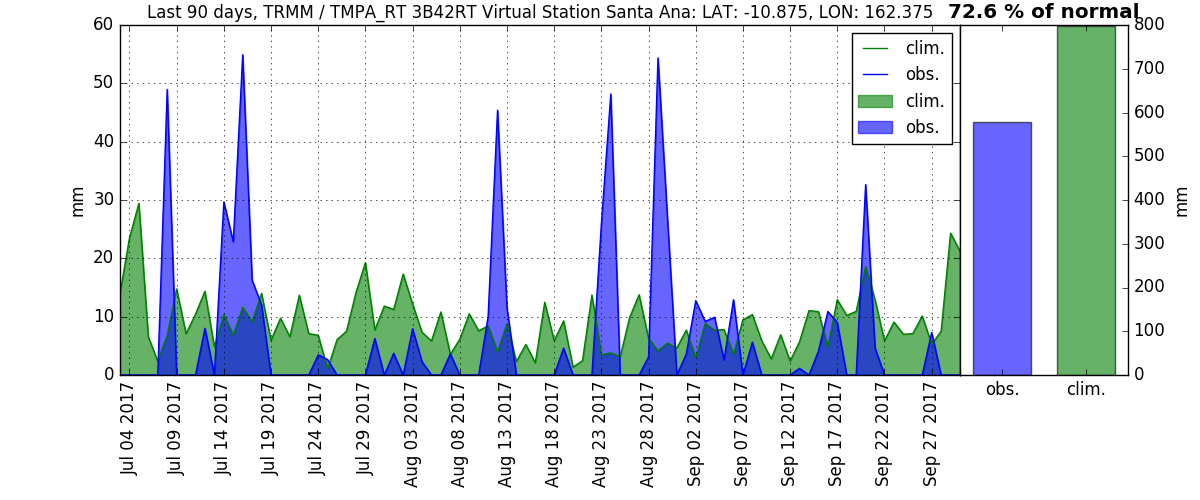 Last 90 days, TRMM / TMPA_RT 3B42RT Virtual Station Santa Ana: LAT: -10.875, LON: 162.375
72.6 % of normal
60
50
40
30
20
10
0
mm
clim.
obs.
clim.
obs.
800
700
600
500
400
300
200
100
0
mm
obs.
clim.
Jul 04 2017
Jul 09 2017
Jul 14 2017
Jul 19 2017
Jul 24 2017
Jul 29 2017
Aug 03 2017
Aug 08 2017
Aug 13 2017
Aug 18 2017
Aug 23 2017
Aug 28 2017
Sep 02 2017
Sep 07 2017
Sep 12 2017
Sep 17 2017
Sep 22 2017
Sep 27 2017